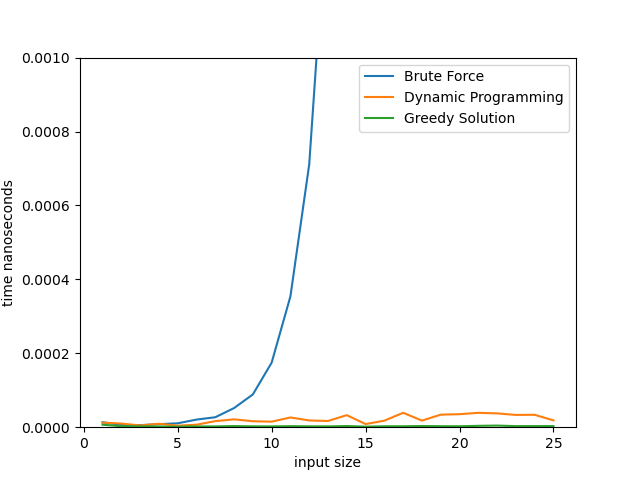 0.0010
0.0008
0.0006
0.0004
0.0002
0.0000
time nanoseconds
Brute Force
Dynamic Programming
Greedy Solution
0 5 10 15 20 25
input size